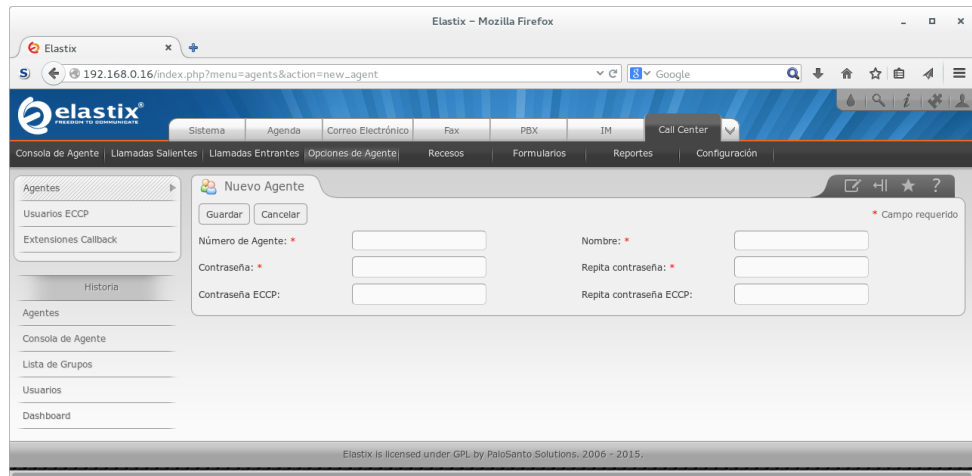 Elastix - Mozilla Firefox
Elastix
192.168.0.16/index.php?menu=agents&action=new_agent
Google
elastix®
FREEDOM TO COMMUNICATE
Sistema Agenda Correo Electrónico Fax PBX IM Call Center
Consola de Agente Llamadas Salientes Llamadas Entrantes Opciones de Agente Recesos Formularios Reportes Configuración
Agentes
Usuarios ECCP
Extensiones Callback
Historia
Agentes
Consola de Agente
Lista de Grupos
Usuarios
Dashboard
Nuevo Agente
Guardar Cancelar * Campo requerido
Número de Agente: * Nombre: *
Contraseña: * Repita contraseña: *
Contraseña ECCP: Repita contraseña ECCP:
Elastix is licensed under GPL by PaloSanto Solutions. 2006 - 2015.